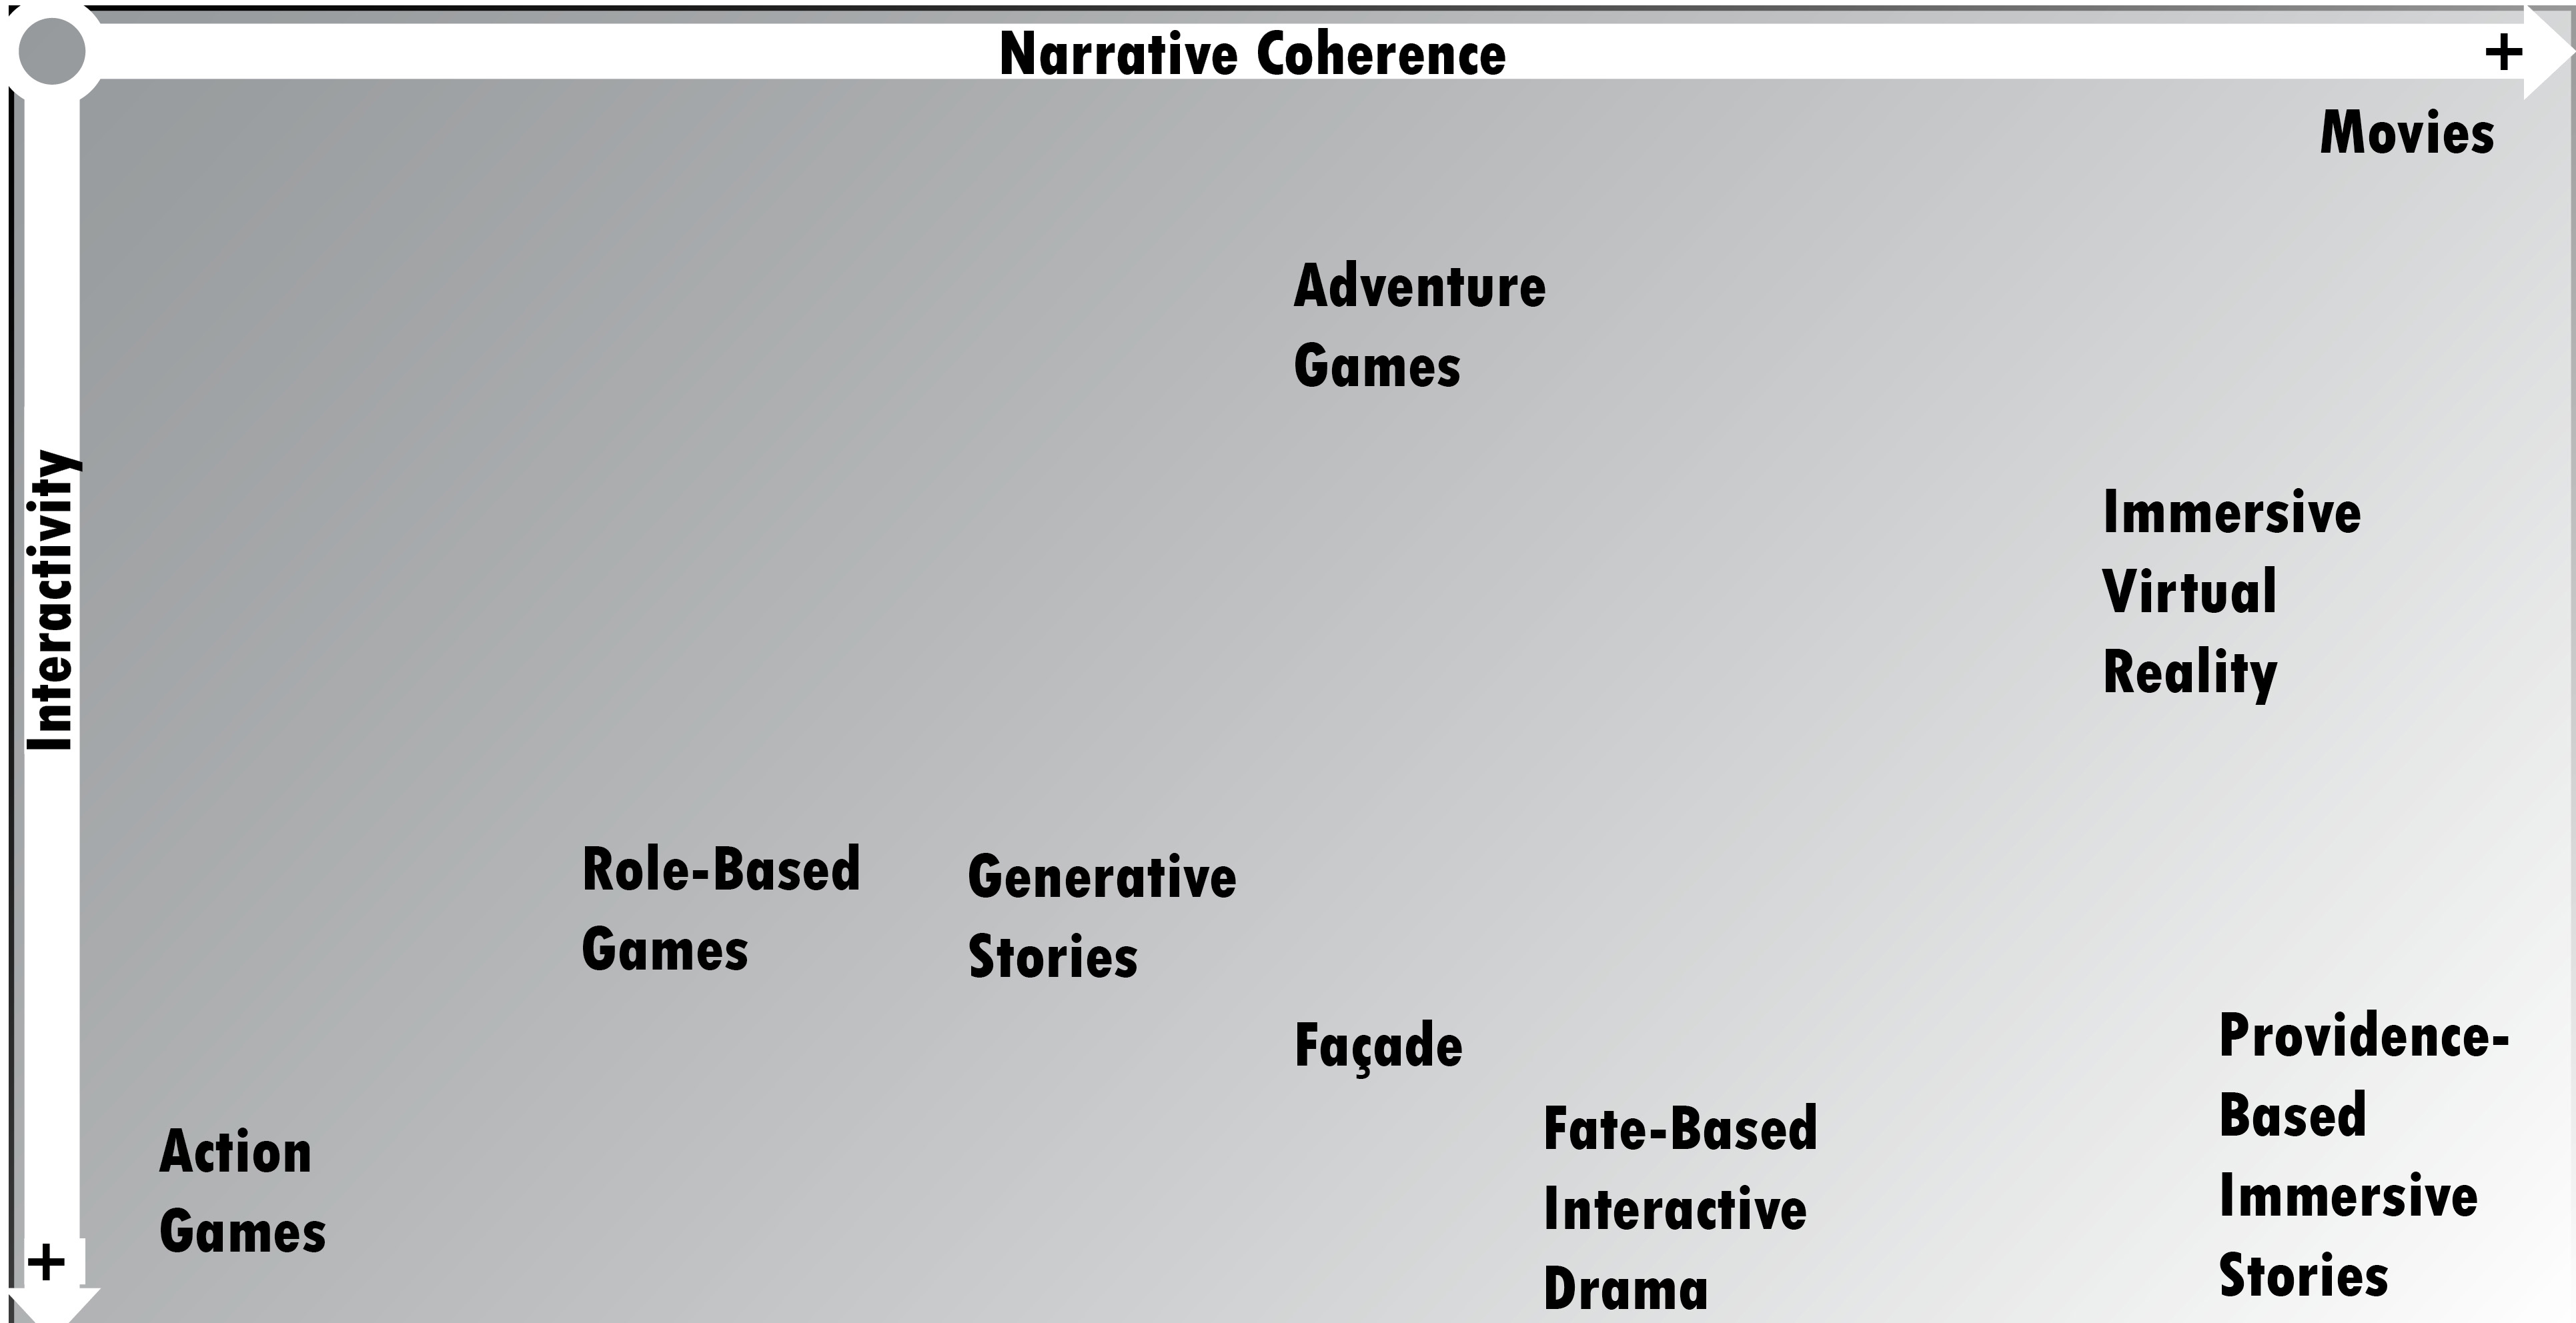 Narrative Coherence
+
Movies
Adventure
Games
Interactivity
Immersive
Virtual
Reality
Role-Based
Games
Generative
Stories
Façade
Providence-
Based
Immersive
Stories
Fate-Based
Interactive
Drama
Action
Games
+